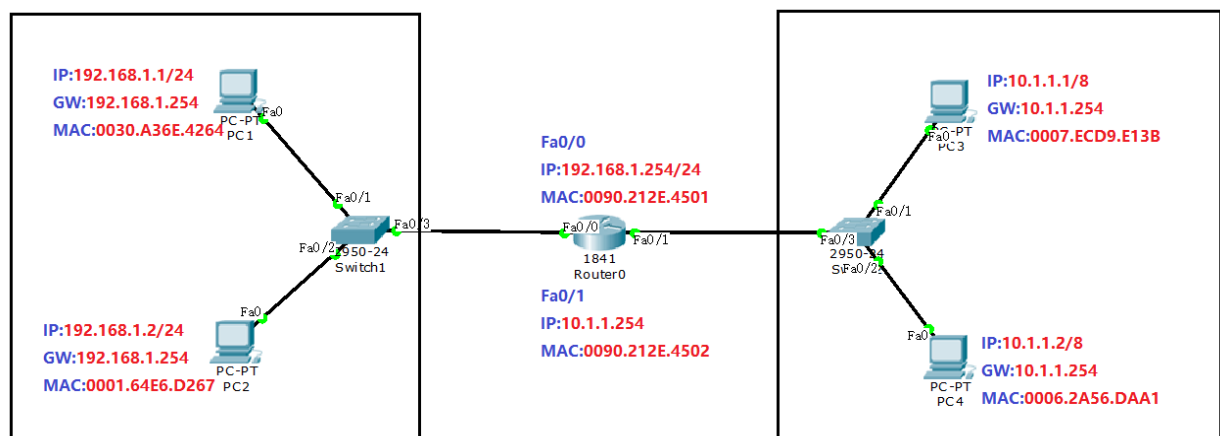 IP:192.168.1.1/24
GW:192.168.1.254
MAC:0030.A36E.4264
Fa0
PC-PT
PC1
Fa0/1
Fa0/2
Fa0/3
2950-24
Switch1
Fa0
IP:192.168.1.2/24
GW:192.168.1.254
MAC:0001.64E6.D267
PC-PT
PC2
Fa0/0
IP:192.168.1.254/24
MAC:0090.212E.4501
Fa0/0
Fa0/1
1841
Router0
Fa0/1
IP:10.1.1.254
MAC:0090.212E.4502
IP:10.1.1.1/8
GW:10.1.1.254
MAC:0007.ECD9.E13B
PC-PT
Fa0
PC3
Fa0/1
Fa0/3
2950-24
Fa0/2
Fa0
IP:10.1.1.2/8
GW:10.1.1.254
MAC:0006.2A56.DAA1
PC-PT
PC4